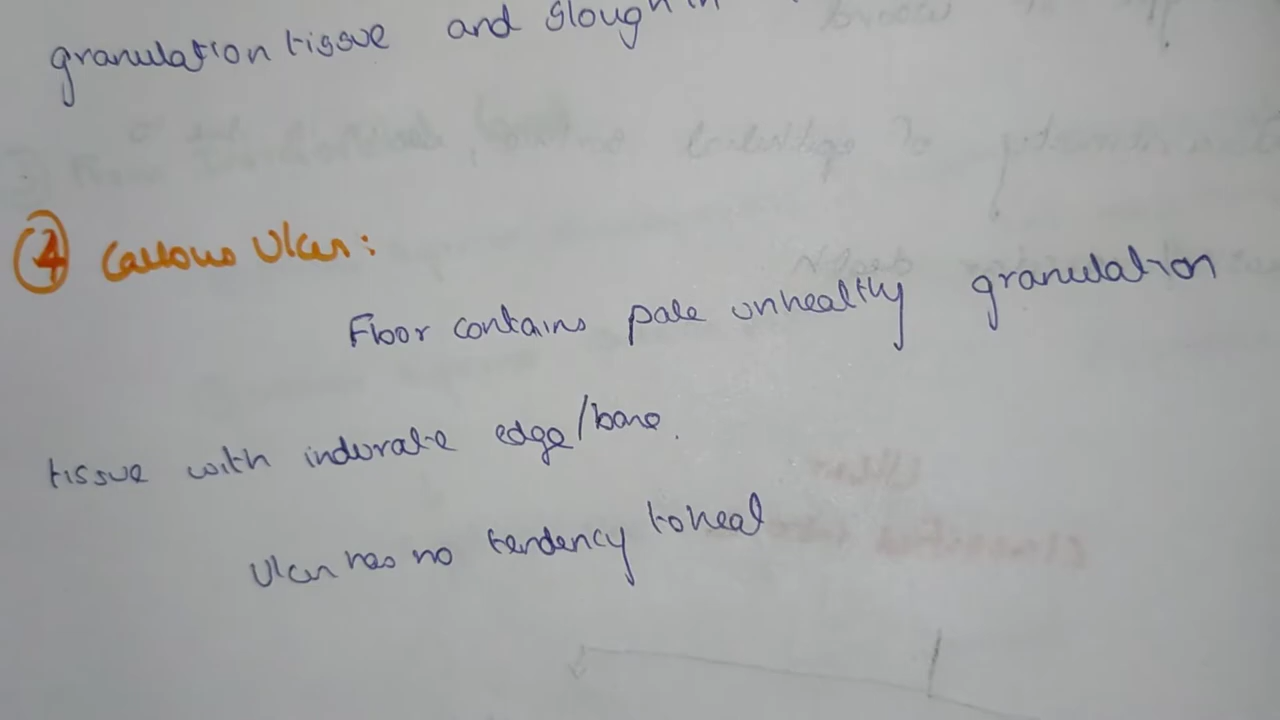 granulation tissue and slough in
④ Callous Ulcer:
Floor contains pale unhealthy granulation
tissue with indurate edge/base.
Ulcer has no tendency to heal